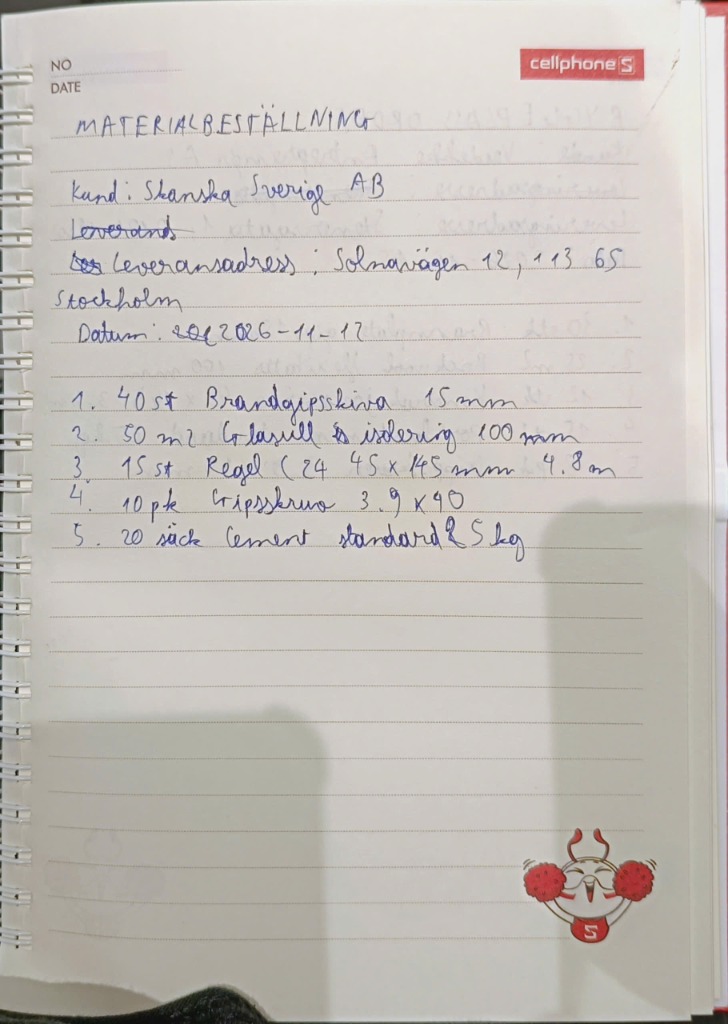 NO
DATE
cellphoneS
MATERIALBESTÄLLNING
Kund: Skanska Sverige AB
Leverands
Leveransadress: Solnavägen 12, 113 65
Stockholm
Datum: 2026-11-12
1. 40 st Brandgipsskiva 15 mm
2. 50 m2 Glasull isolering 100 mm
3. 15 st Regel C24 45 x 145 mm 4.8 m
4. 10 pk Gipsskruv 3.9 x 40
5. 20 säck Cement standard 25 kg
S